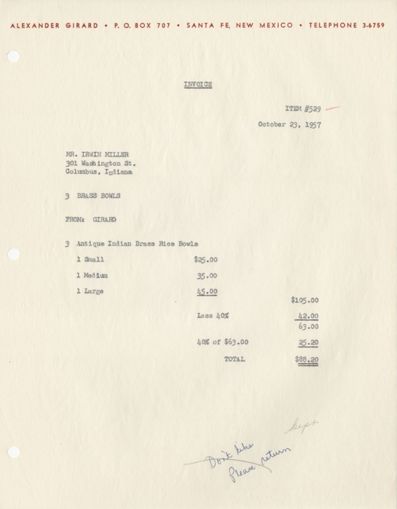 ALEXANDER GIRARD • P. O. BOX 707 • SANTA FE, NEW MEXICO • TELEPHONE 3-6759
INVOICE
ITEM #529
October 23, 1957
MR. IRWIN MILLER
301 Washington St.
Columbus, Indiana
3 BRASS BOWLS
FROM: GIRARD
3 Antique Indian Brass Rice Bowls
1 Small $25.00
1 Medium 35.00
1 Large 45.00
$105.00
Less 40% 42.00
63.00
40% of $63.00 25.20
TOTAL $88.20
Don't like
Please return